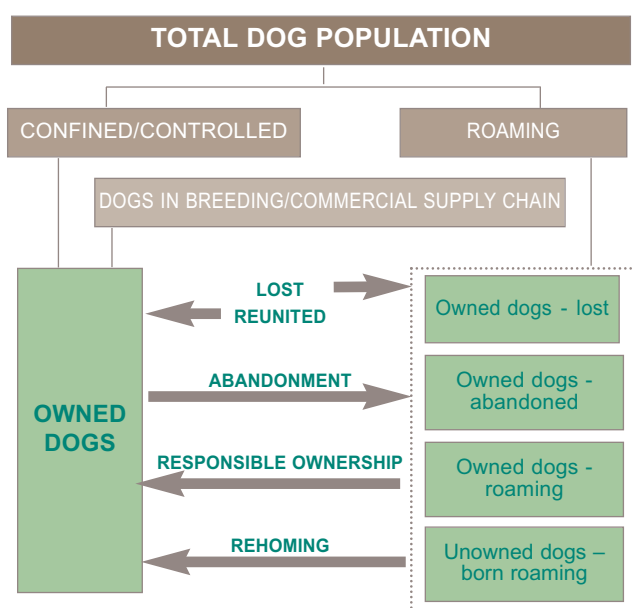 TOTAL DOG POPULATION
CONFINED/CONTROLLED
ROAMING
DOGS IN BREEDING/COMMERCIAL SUPPLY CHAIN
LOST
REUNITED
Owned dogs - lost
ABANDONMENT
Owned dogs -
abandoned
OWNED
DOGS
RESPONSIBLE OWNERSHIP
Owned dogs -
roaming
REHOMING
Unowned dogs –
born roaming